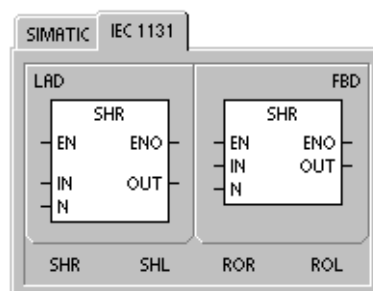 SIMATIC IEC 1131
LAD FBD
SHR SHR
EN ENO EN ENO
IN OUT
IN OUT
N
N
SHR SHL ROR ROL